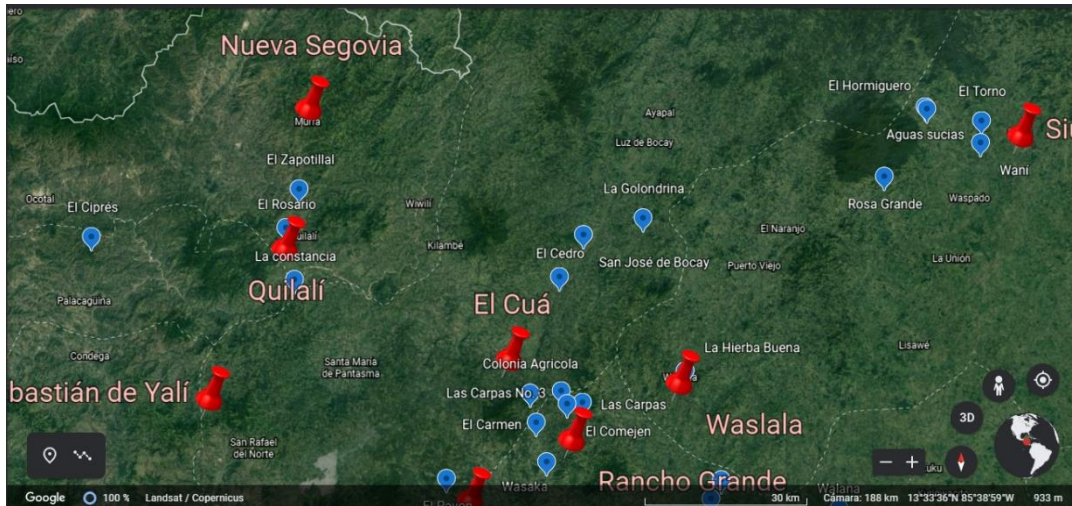 Nueva Segovia
El Hormiguero
El Torno
Ayapal
Murra
Aguas sucias
Luz de Bocay
El Zapotillal
Wani
La Golondrina
Ocotal
El Ciprés
El Rosario
Wiwilí
Rosa Grande
Waspado
El Naranjo
Kilambé
El Cedro
La constancia
San José de Bocay
Puerto Viejo
La Unión
Quilalí
Palacagüina
El Cuá
Lisawé
La Hierba Buena
Condega
Santa María
de Pantasma
Colonia Agricola
bastián de Yalí
Las Carpas No. 3
Las Carpas
Waslala
El Carmen
El Comejen
3D
San Rafael
del Norte
Rancho Grande
Wasaka
Google
100 %
Landsat / Copernicus
30 km
Cámara: 188 km
13°33'36"N 85°38'59"W
933 m